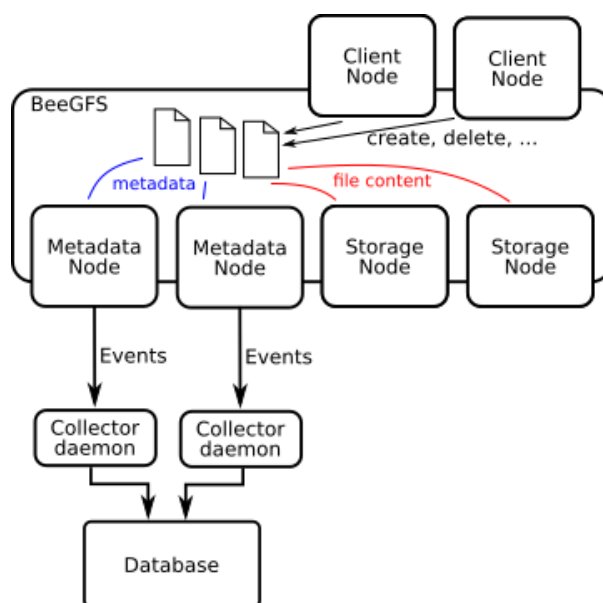 Client
Node
Client
Node
BeeGFS
create, delete, ...
metadata
file content
Metadata
Node
Metadata
Node
Storage
Node
Storage
Node
Events
Events
Collector
daemon
Collector
daemon
Database